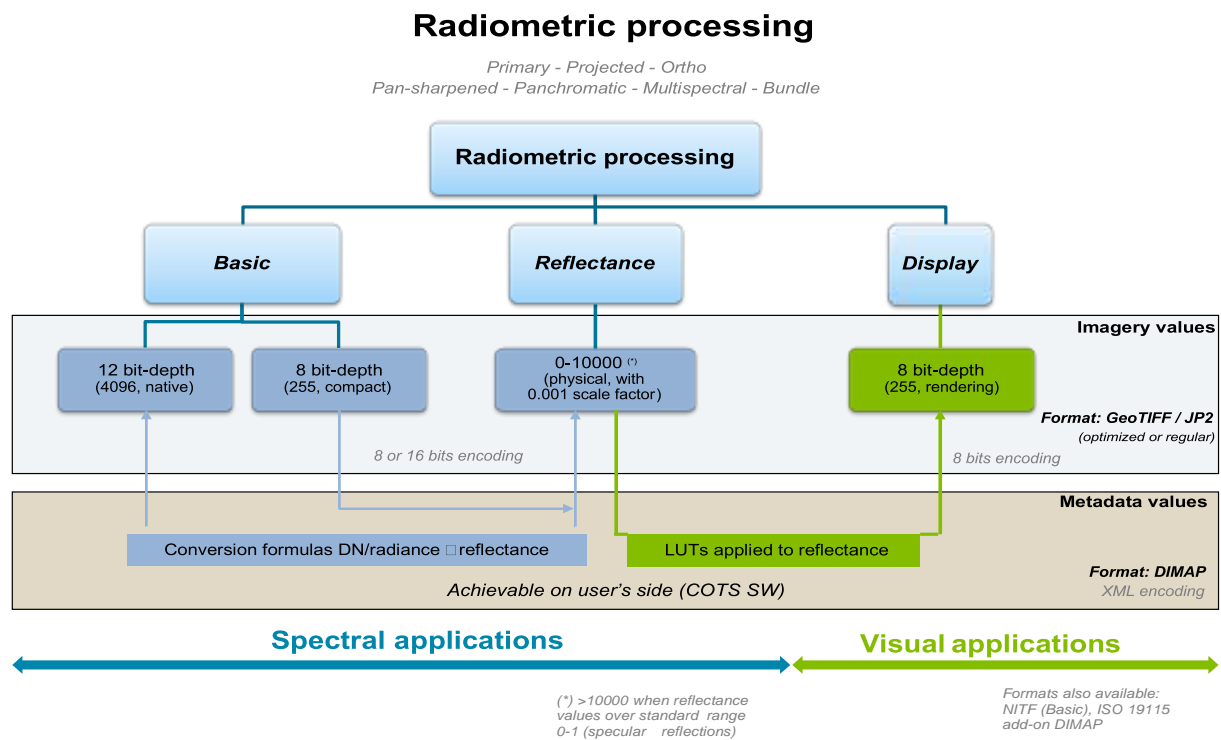 Radiometric processing
Primary - Projected - Ortho
Pan-sharpened - Panchromatic - Multispectral - Bundle
Radiometric processing
Basic
Reflectance
Display
Imagery values
12 bit-depth
(4096, native)
8 bit-depth
(255, compact)
0-10000 (*)
(physical, with
0.001 scale factor)
8 bit-depth
(255, rendering)
Format: GeoTIFF / JP2
(optimized or regular)
8 or 16 bits encoding
8 bits encoding
Metadata values
Conversion formulas DN/radiance □ reflectance
LUTs applied to reflectance
Format: DIMAP
XML encoding
Achievable on user's side (COTS SW)
Spectral applications
Visual applications
(*) >10000 when reflectance
values over standard range
0-1 (specular reflections)
Formats also available:
NITF (Basic), ISO 19115
add-on DIMAP